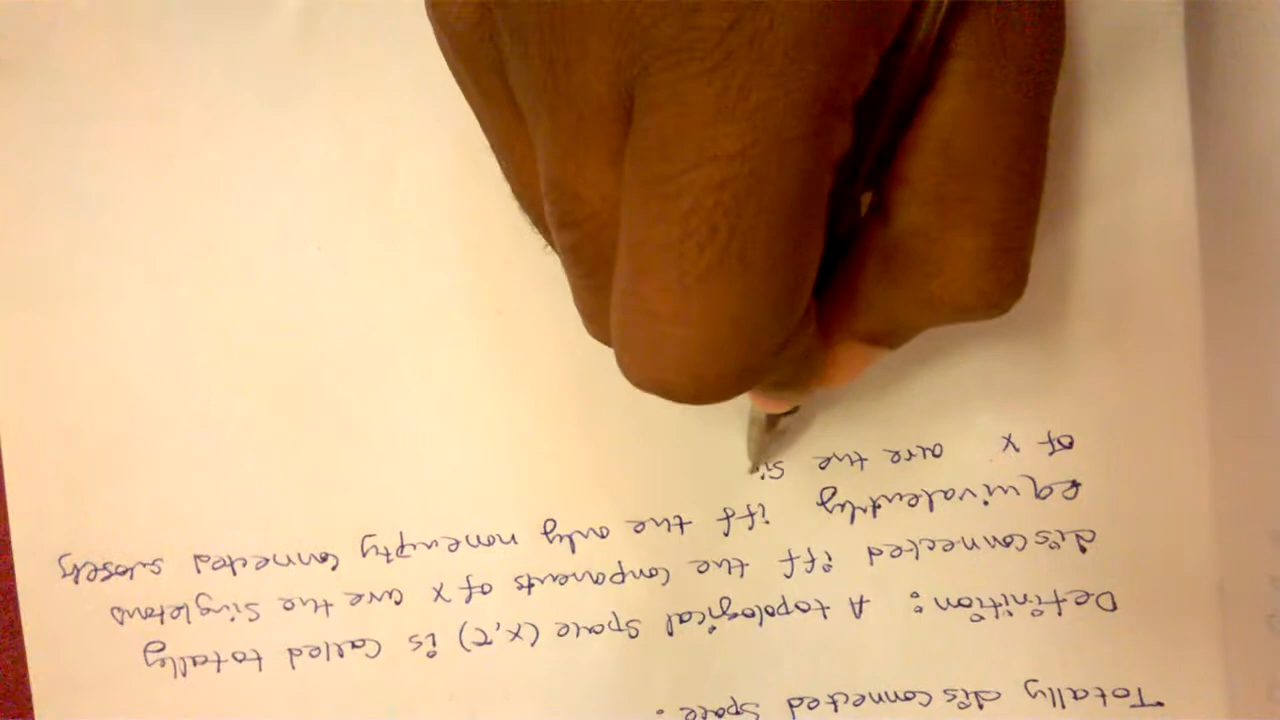 Totally disconnected space.
Definition: A topological space (X,τ) is called totally
disconnected iff the components of X are the singletons
equivalently iff the only nonempty connected subsets
of X are the si